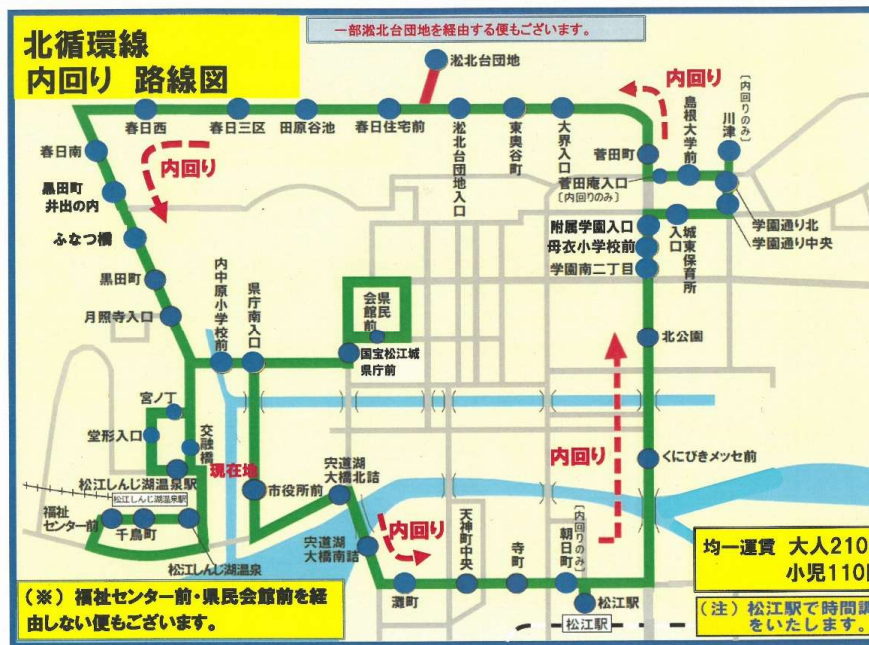 北循環線
内回り 路線図
一部淞北台団地を経由する便もございます。
淞北台団地
内回り
春日西
春日三区
田原谷池
春日住宅前
淞北台団地入口
東奥谷町
大界入口
菅田町
島根大学前
川津
〔内回りのみ〕
菅田庵入口
〔内回りのみ〕
学園通り北
学園通り中央
城東保育所入口
附属学園入口
母衣小学校前
学園南二丁目
春日南
内回り
黒田町
井出の内
ふなつ橋
黒田町
月照寺入口
内中原小学校前
県庁南入口
県民会館前
国宝松江城
県庁前
北公園
宮ノ丁
堂形入口
交融橋
松江しんじ湖温泉駅
松江しんじ湖温泉駅
福祉
センター前
千鳥町
松江しんじ湖温泉
現在地
市役所前
宍道湖
大橋北詰
宍道湖
大橋南詰
内回り
内回り
くにびきメッセ前
灘町
天神町中央
寺町
朝日町
〔内回りのみ〕
松江駅
松江駅
均一運賃 大人210
小児110
(注) 松江駅で時間調
をいたします。
(※) 福祉センター前・県民会館前を経
由しない便もございます。